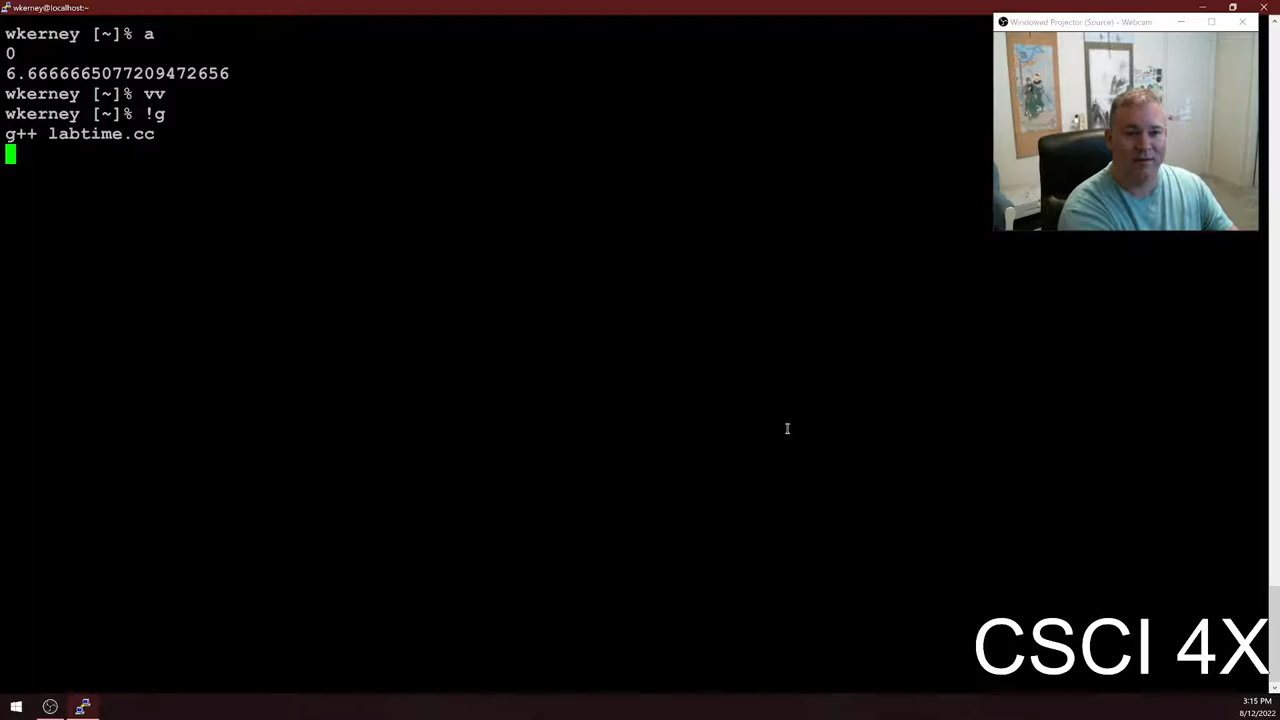 wkerney@localhost:~
wkerney [~]% a
0
6.6666665077209472656
wkerney [~]% vv
wkerney [~]% !g
g++ labtime.cc
Windowed Projector (Source) - Webcam
CSCI 4X
3:15 PM
8/12/2022